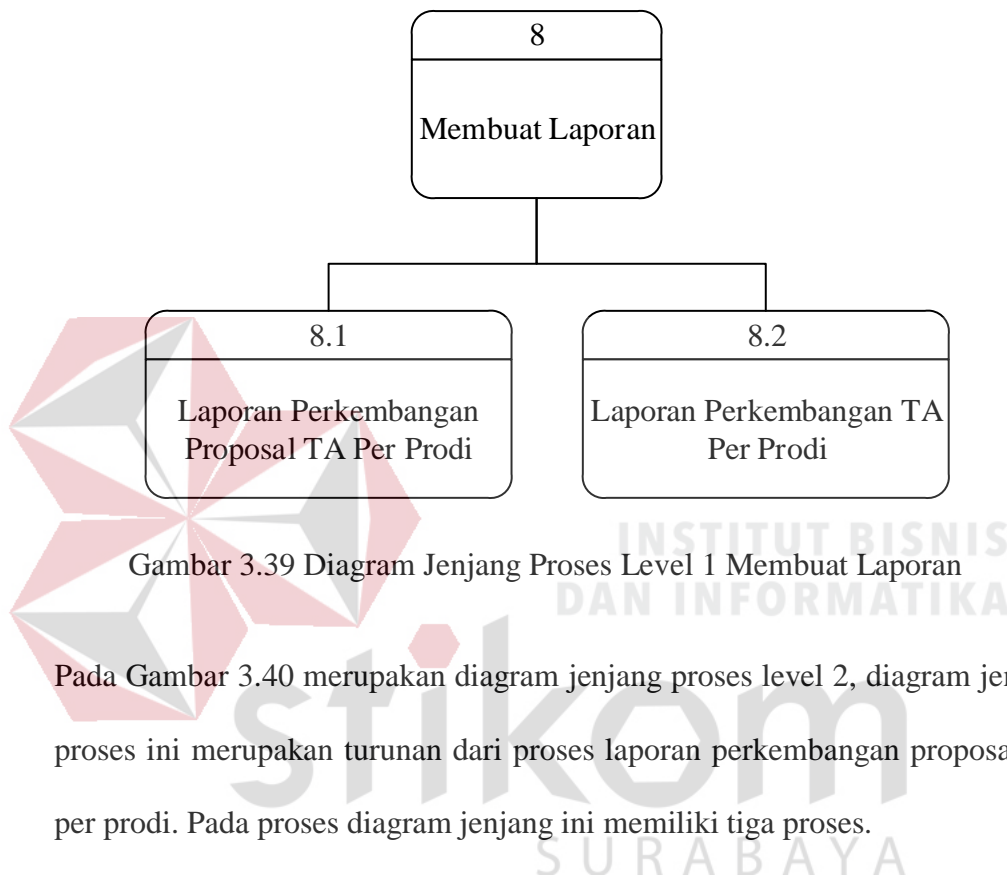 8
Membuat Laporan
8.1
Laporan Perkembangan
Proposal TA Per Prodi
8.2
Laporan Perkembangan TA
Per Prodi
INSTITUT BISNIS
DAN INFORMATIKA
Gambar 3.39 Diagram Jenjang Proses Level 1 Membuat Laporan
stikom
SURABAYA
Pada Gambar 3.40 merupakan diagram jenjang proses level 2, diagram
proses ini merupakan turunan dari proses laporan perkembangan
per prodi. Pada proses diagram jenjang ini memiliki tiga proses.